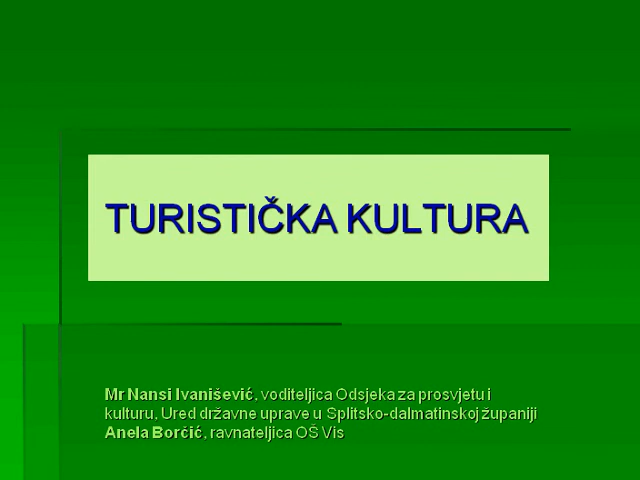 TURISTIČKA KULTURA
Mr Nansi Ivanišević, voditeljica Odsjeka za prosvjetu i
kulturu, Ured državne uprave u Splitsko-dalmatinskoj županiji
Anela Borčić, ravnateljica OŠ Vis